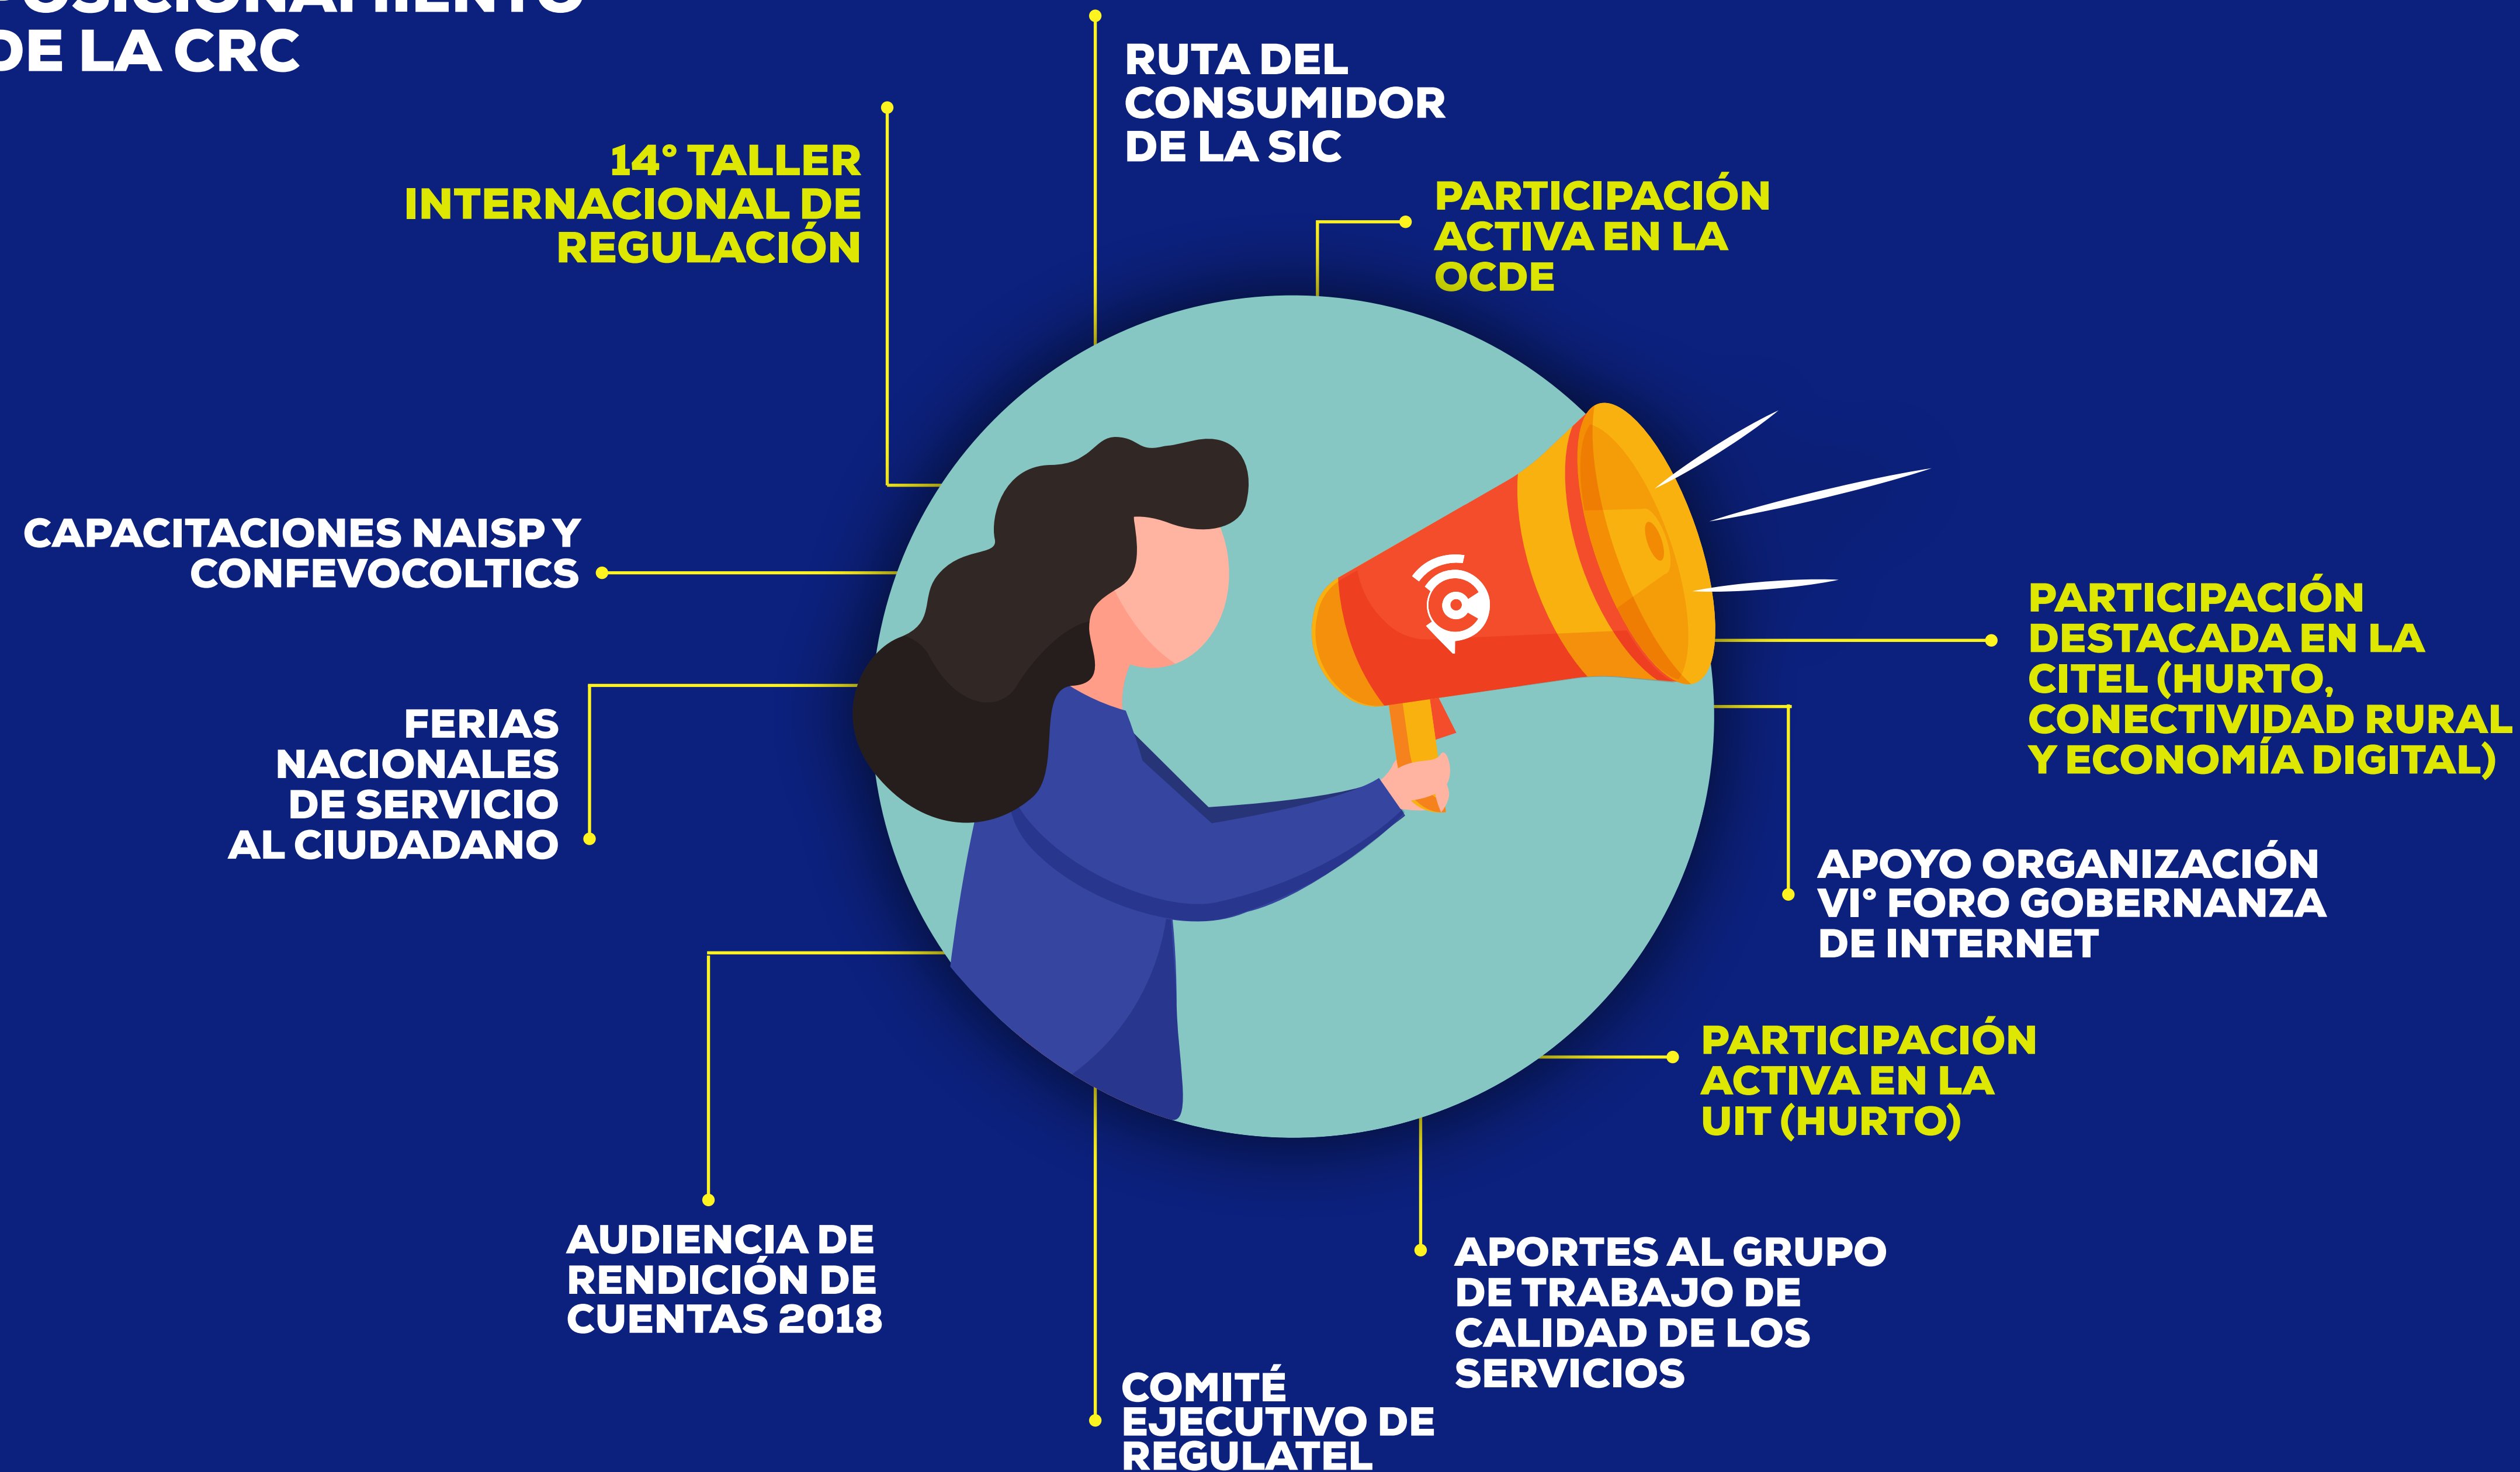 POSICIONAMIENTO
DE LA CRC
RUTA DEL
CONSUMIDOR
DE LA SIC
14° TALLER
INTERNACIONAL DE
REGULACIÓN
PARTICIPACIÓN
ACTIVA EN LA
OCDE
CAPACITACIONES NAISP Y
CONFEVOCOLTICS
PARTICIPACIÓN
DESTACADA EN LA
CITEL (HURTO,
CONECTIVIDAD RURAL
Y ECONOMÍA DIGITAL)
FERIAS
NACIONALES
DE SERVICIO
AL CIUDADANO
APOYO ORGANIZACIÓN
VI° FORO GOBERNANZA
DE INTERNET
PARTICIPACIÓN
ACTIVA EN LA
UIT (HURTO)
AUDIENCIA DE
RENDICIÓN DE
CUENTAS 2018
APORTES AL GRUPO
DE TRABAJO DE
CALIDAD DE LOS
SERVICIOS
COMITÉ
EJECUTIVO DE
REGULATEL